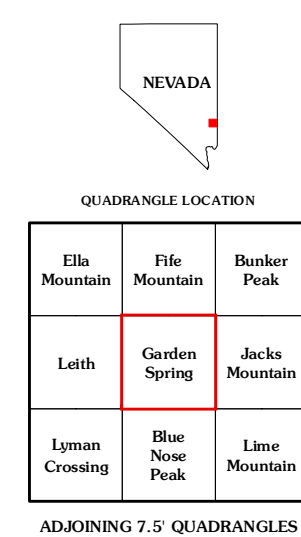 NEVADA
QUADRANGLE LOCATION
Ella
Mountain
Fife
Mountain
Bunker
Peak
Leith
Garden
Spring
Jacks
Mountain
Lyman
Crossing
Blue
Nose
Peak
Lime
Mountain
ADJOINING 7.5' QUADRANGLES